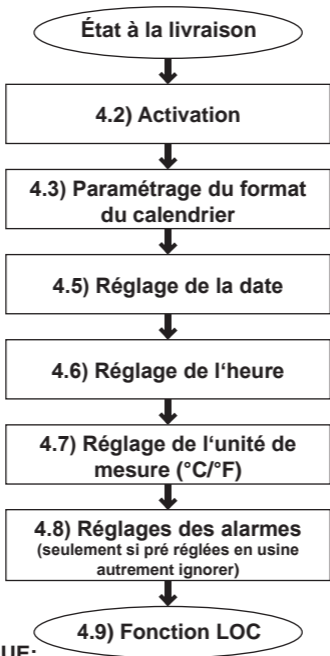 État à la livraison
4.2) Activation
4.3) Paramétrage du format
du calendrier
4.5) Réglage de la date
4.6) Réglage de l‘heure
4.7) Réglage de l‘unité de
mesure (°C/°F)
4.8) Réglages des alarmes
(seulement si pré réglées en usine
autrement ignorer)
4.9) Fonction LOC
UE: